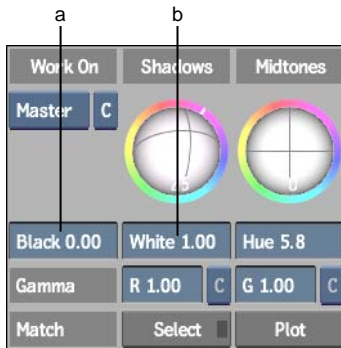 a b
Work On Shadows Midtones
Master C
25 0
Black 0.00 White 1.00 Hue 5.8
Gamma R 1.00 C G 1.00 C
Match Select Plot